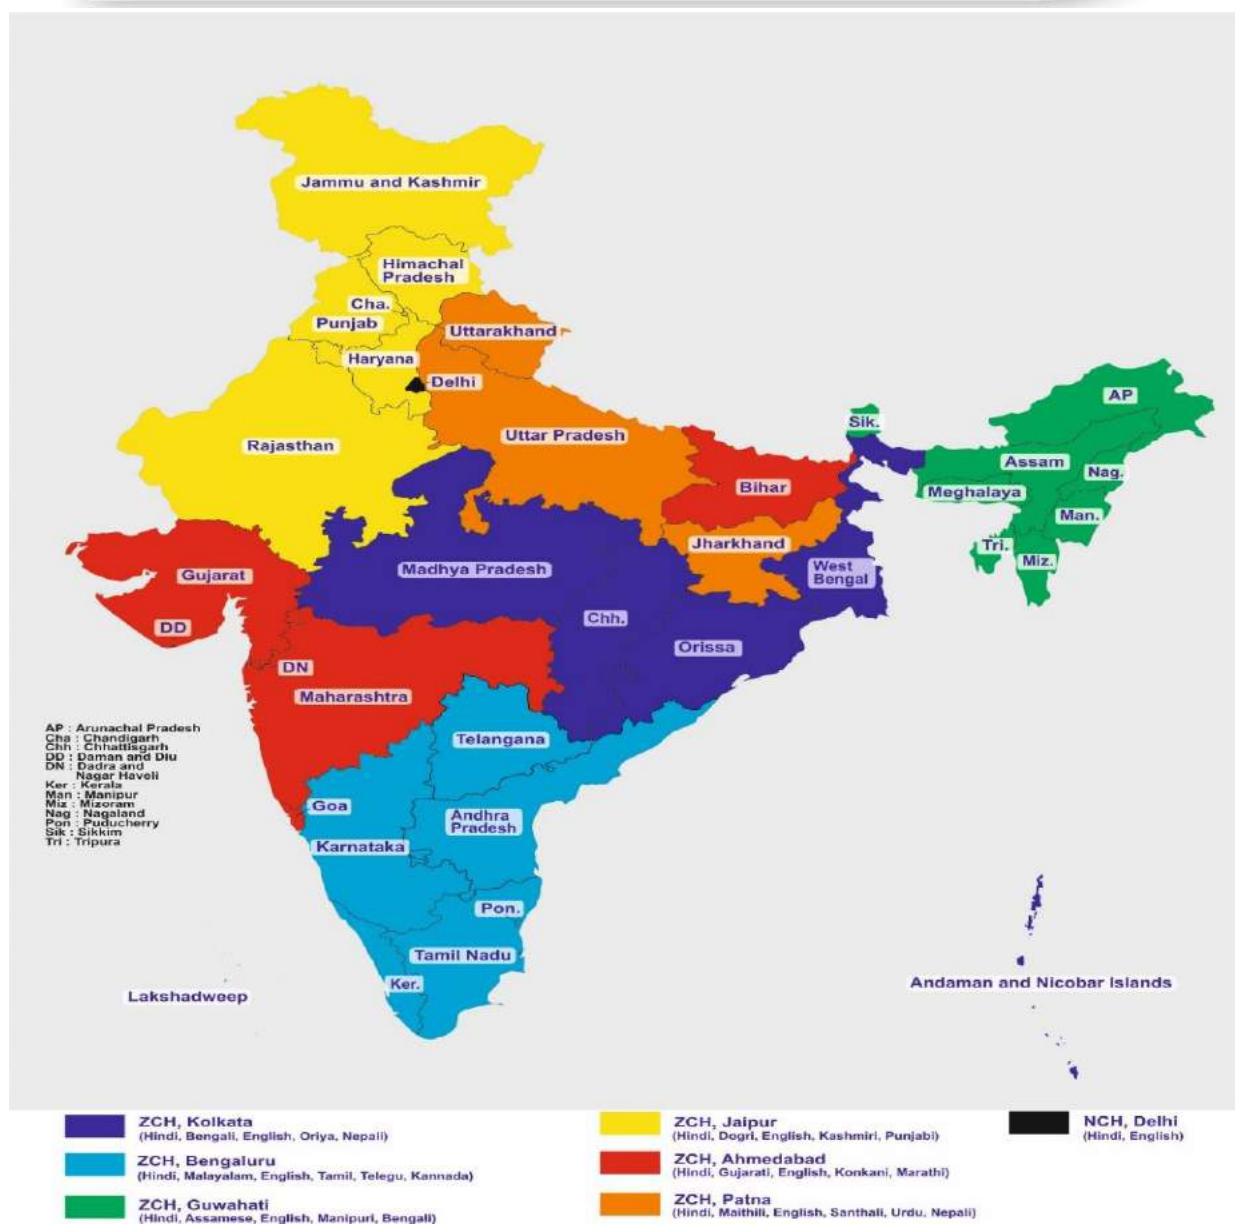 Jammu and Kashmir
Himachal
Pradesh
Cha.
Punjab
Uttarakhand
Haryana
Delhi
AP
Sik.
Uttar Pradesh
Rajasthan
Assam
Nag.
Bihar
Meghalaya
Man.
Jharkhand
Tri.
Miz.
Gujarat
Madhya Pradesh
West
Bengal
Chh.
DD
Orissa
DN
Maharashtra
AP : Arunachal Pradesh
Cha : Chandigarh
Chh : Chhattisgarh
DD : Daman and Diu
DN : Dadra and
Nagar Haveli
Ker : Kerala
Man : Manipur
Miz : Mizoram
Nag : Nagaland
Pon : Puducherry
Sik : Sikkim
Tri : Tripura
Telangana
Goa
Andhra
Pradesh
Karnataka
Pon.
Tamil Nadu
Ker.
Lakshadweep
Andaman and Nicobar Islands
ZCH, Kolkata
(Hindi, Bengali, English, Oriya, Nepali)
ZCH, Bengaluru
(Hindi, Malayalam, English, Tamil, Telegu, Kannada)
ZCH, Guwahati
(Hindi, Assamese, English, Manipuri, Bengali)
ZCH, Jaipur
(Hindi, Dogri, English, Kashmiri, Punjabi)
ZCH, Ahmedabad
(Hindi, Gujarati, English, Konkani, Marathi)
ZCH, Patna
(Hindi, Maithili, English, Santhali, Urdu, Nepali)
NCH, Delhi
(Hindi, English)